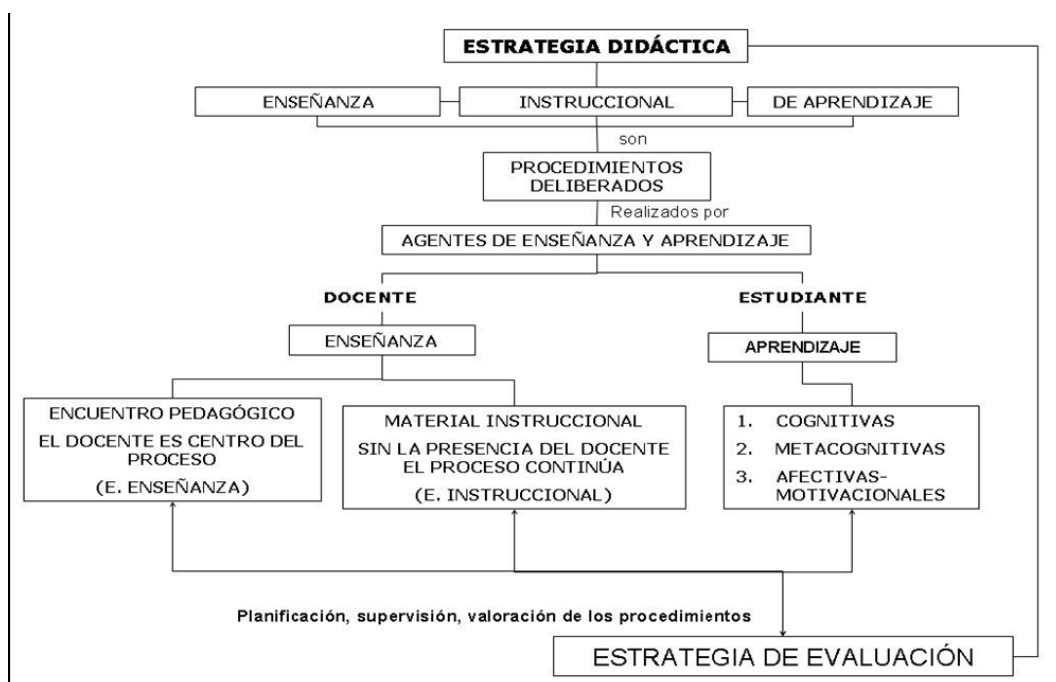 ESTRATEGIA DIDÁCTICA
ENSEÑANZA
INSTRUCCIONAL
DE APRENDIZAJE
son
PROCEDIMIENTOS
DELIBERADOS
Realizados por
AGENTES DE ENSEÑANZA Y APRENDIZAJE
DOCENTE
ESTUDIANTE
ENSEÑANZA
APRENDIZAJE
ENCUENTRO PEDAGÓGICO
EL DOCENTE ES CENTRO DEL
PROCESO
(E. ENSEÑANZA)
MATERIAL INSTRUCCIONAL
SIN LA PRESENCIA DEL DOCENTE
EL PROCESO CONTINÚA
(E. INSTRUCCIONAL)
1. COGNITIVAS
2. METACOGNITIVAS
3. AFECTIVAS-
MOTIVACIONALES
Planificación, supervisión, valoración de los procedimientos
ESTRATEGIA DE EVALUACIÓN